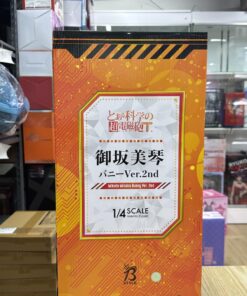 とある科学の
超電磁砲T
御坂美琴
バニーVer.2nd
Mikoto Misaka Bunny Ver. 2nd
1/4 SCALE
B
STYLE